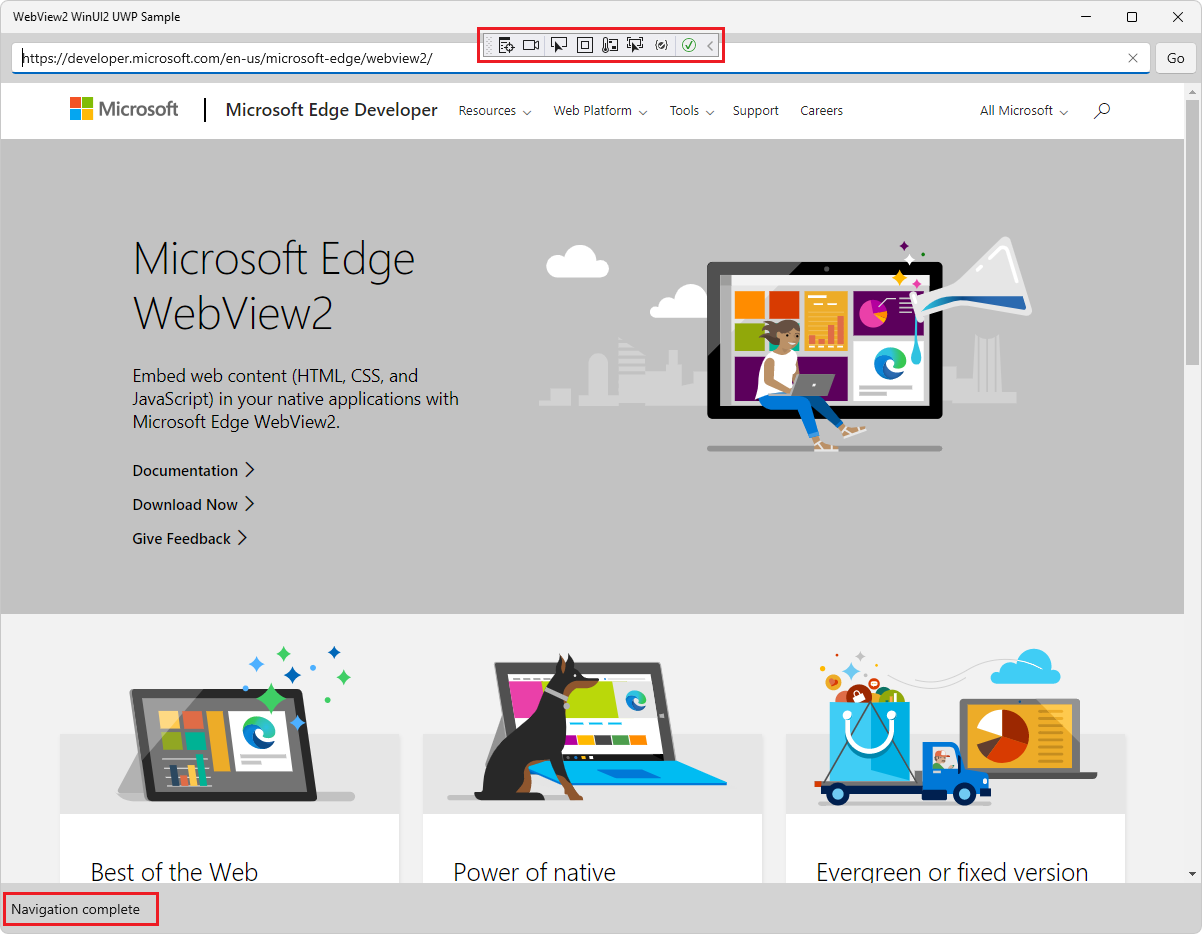 WebView2 WinUI2 UWP Sample
https://developer.microsoft.com/en-us/microsoft-edge/webview2/
Go
Microsoft
Microsoft Edge Developer
Resources
Web Platform
Tools
Support
Careers
All Microsoft
Microsoft Edge
WebView2
Embed web content (HTML, CSS, and
JavaScript) in your native applications with
Microsoft Edge WebView2.
Documentation
Download Now
Give Feedback
Best of the Web
Power of native
Evergreen or fixed version
Navigation complete